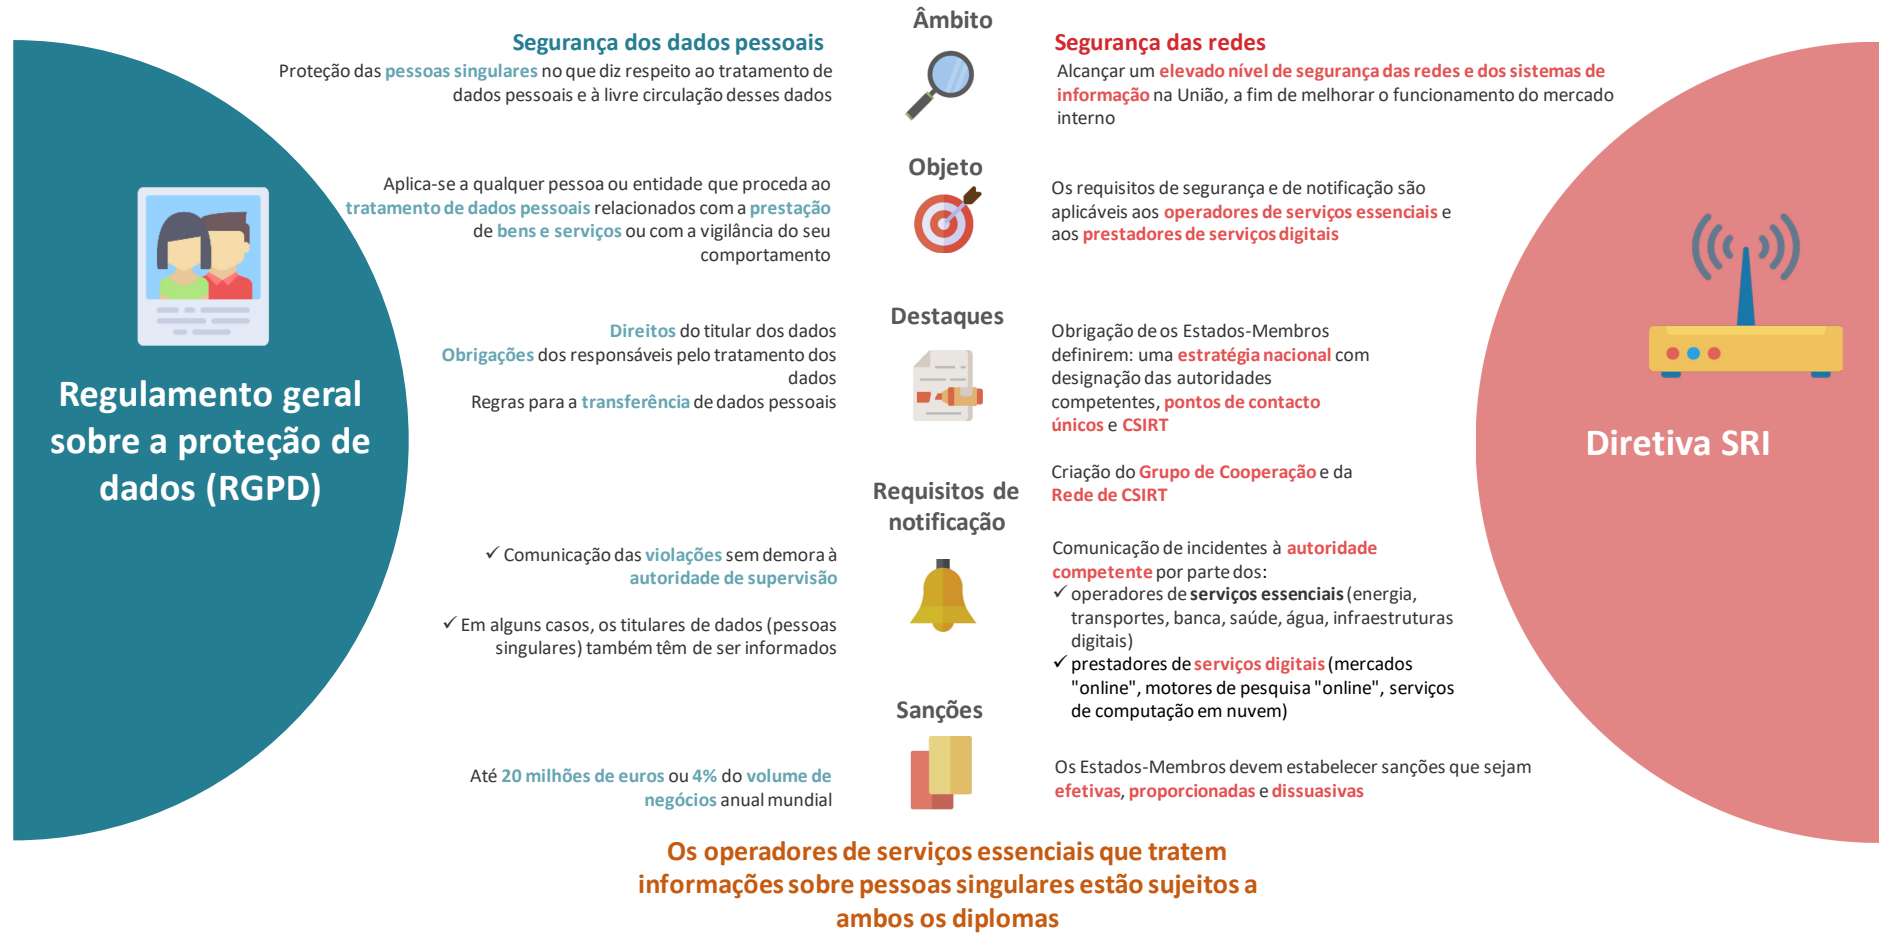 Âmbito
Segurança dos dados pessoais
Proteção das pessoas singulares no que diz respeito ao tratamento de
dados pessoais e à livre circulação desses dados
Segurança das redes
Alcançar um elevado nível de segurança das redes e dos sistemas de
informação na União, a fim de melhorar o funcionamento do mercado
interno
Objeto
Aplica-se a qualquer pessoa ou entidade que proceda ao
tratamento de dados pessoais relacionados com a prestação
de bens e serviços ou com a vigilância do seu
comportamento
Os requisitos de segurança e de notificação são
aplicáveis aos operadores de serviços essenciais e
aos prestadores de serviços digitais
Destaques
Direitos do titular dos dados
Obrigações dos responsáveis pelo tratamento dos
dados
Regras para a transferência de dados pessoais
Obrigação de os Estados-Membros
definirem: uma estratégia nacional com
designação das autoridades
competentes, pontos de contacto
únicos e CSIRT
Criação do Grupo de Cooperação e da
Rede de CSIRT
Regulamento geral
sobre a proteção de
dados (RGPD)
Diretiva SRI
Requisitos de
notificação
✓ Comunicação das violações sem demora à
autoridade de supervisão
✓ Em alguns casos, os titulares de dados (pessoas
singulares) também têm de ser informados
Comunicação de incidentes à autoridade
competente por parte dos:
✓ operadores de serviços essenciais (energia,
transportes, banca, saúde, água, infraestruturas
digitais)
✓ prestadores de serviços digitais (mercados
"online", motores de pesquisa "online", serviços
de computação em nuvem)
Sanções
Até 20 milhões de euros ou 4% do volume de
negócios anual mundial
Os Estados-Membros devem estabelecer sanções que sejam
efetivas, proporcionadas e dissuasivas
Os operadores de serviços essenciais que tratem
informações sobre pessoas singulares estão sujeitos a
ambos os diplomas